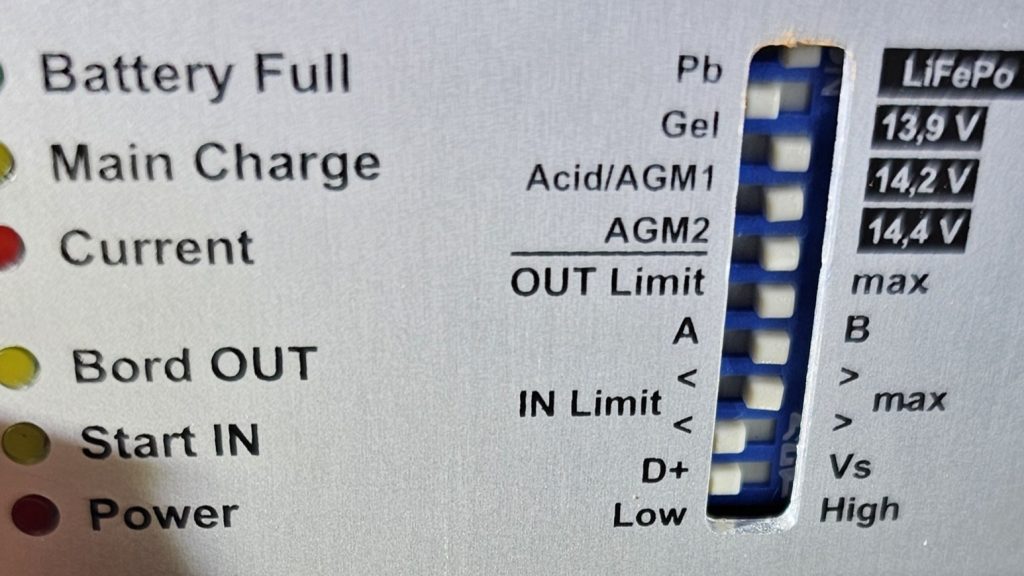 Battery Full
Main Charge
Current
Bord OUT
Start IN
Power
Pb LiFePo
Gel 13,9 V
Acid/AGM1 14,2 V
AGM2 14,4 V
OUT Limit max
A B
< >
IN Limit max
< >
D+ Vs
Low High